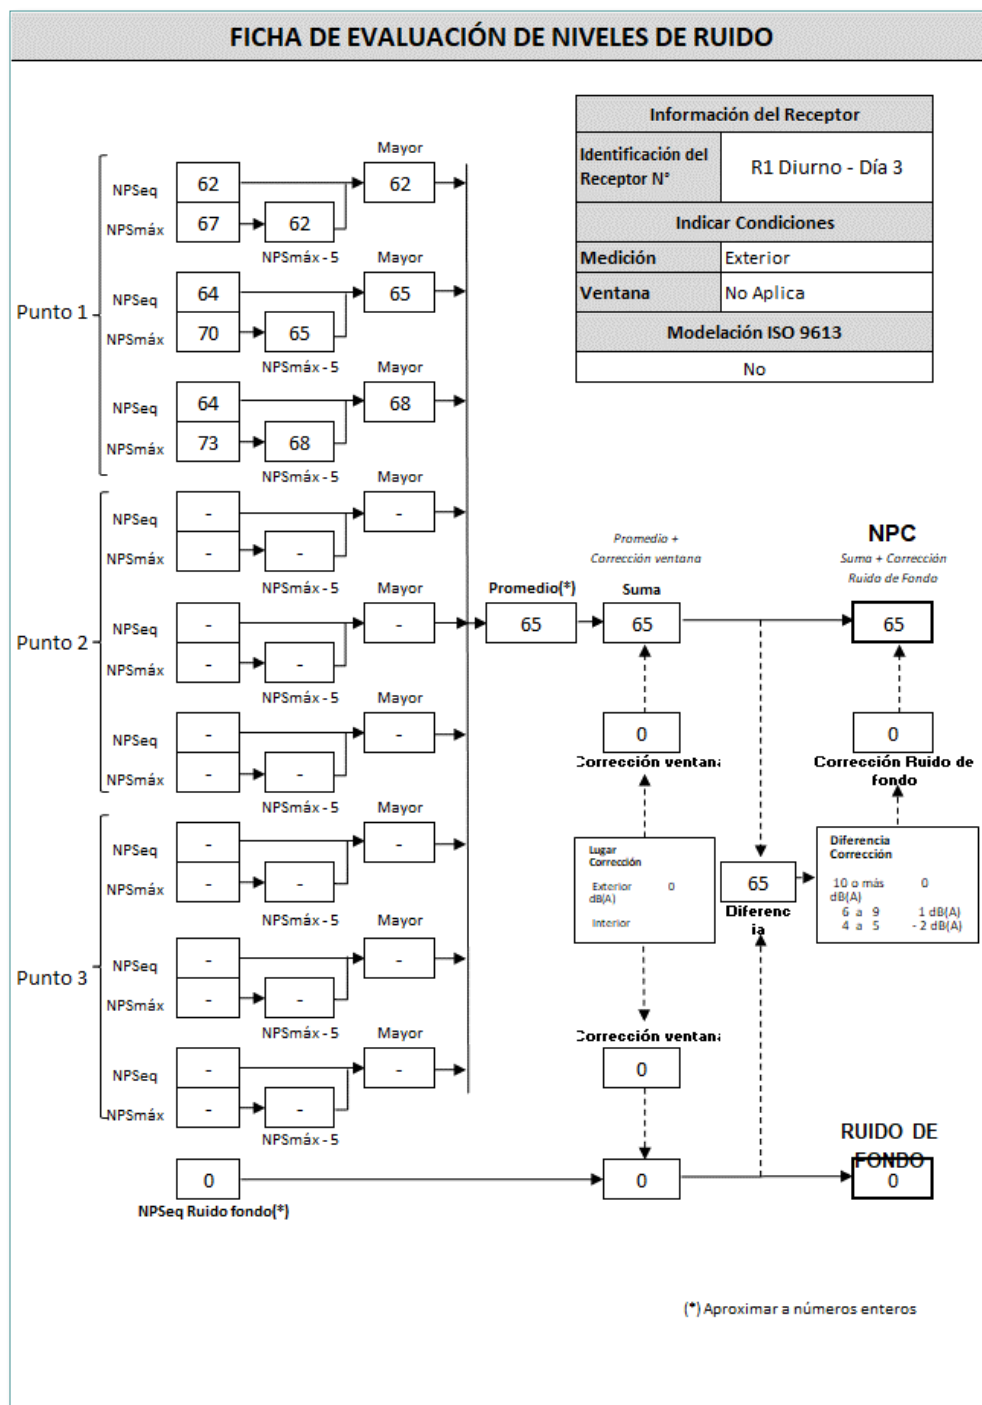 FICHA DE EVALUACIÓN DE NIVELES DE RUIDO
Información del Receptor
Identificación del
Receptor N°
R1 Diurno - Día 3
Indicar Condiciones
Medición
Exterior
Ventana
No Aplica
Modelación ISO 9613
No
Punto 1
Mayor
NPSeq
62
62
NPSmáx
67
62
NPSmáx - 5
Mayor
NPSeq
64
65
NPSmáx
70
65
NPSmáx - 5
Mayor
NPSeq
64
68
NPSmáx
73
68
NPSmáx - 5
Punto 2
Mayor
NPSeq
-
-
NPSmáx
-
-
NPSmáx - 5
Mayor
NPSeq
-
-
NPSmáx
-
-
NPSmáx - 5
Mayor
NPSeq
-
-
NPSmáx
-
-
NPSmáx - 5
Punto 3
Mayor
NPSeq
-
-
NPSmáx
-
-
NPSmáx - 5
Mayor
NPSeq
-
-
NPSmáx
-
-
NPSmáx - 5
Mayor
NPSeq
-
-
NPSmáx
-
-
NPSmáx - 5
0
NPSeq Ruido fondo(*)
Promedio(*)
65
Promedio +
Corrección ventana
Suma
65
0
Corrección ventana
Lugar
Corrección
Exterior 0
dB(A)
Interior
Corrección ventana
0
0
65
Diferenc
ia
NPC
Suma + Corrección
Ruido de Fondo
65
0
Corrección Ruido de
fondo
Diferencia
Corrección
10 o más 0
dB(A)
6 a 9 1 dB(A)
4 a 5 - 2 dB(A)
RUIDO DE
FONDO
0
(*) Aproximar a números enteros